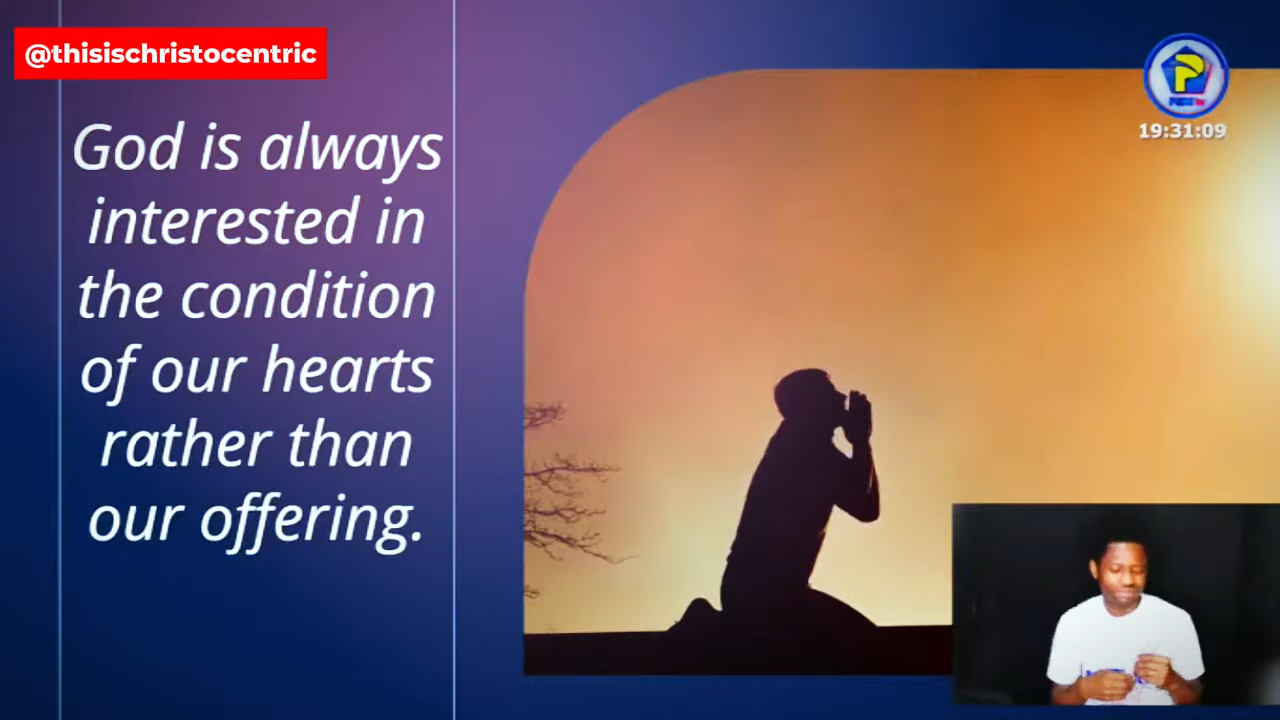 @thisischristocentric
God is always
interested in
the condition
of our hearts
rather than
our offering.
P
19:31:09